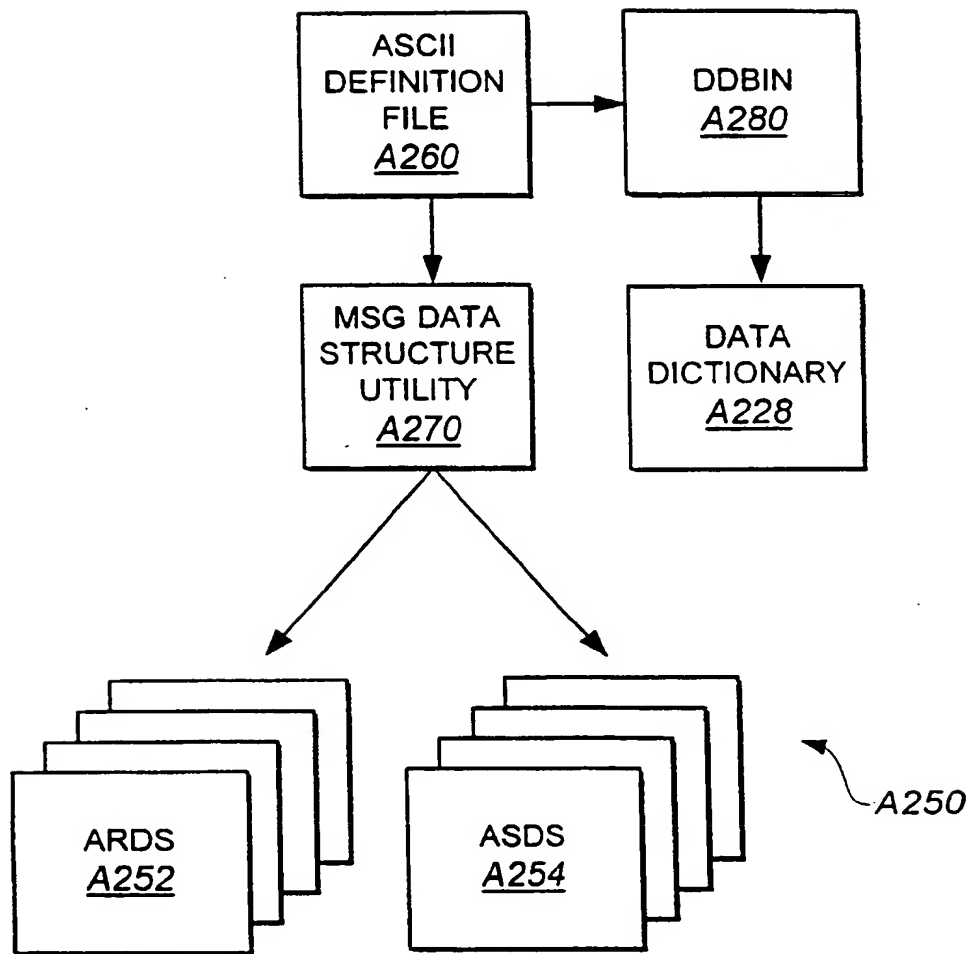 ASCII
DEFINITION
FILE
A260
DDBIN
A280
MSG DATA
STRUCTURE
UTILITY
A270
DATA
DICTIONARY
A228
ARDS
A252
ASDS
A254
A250